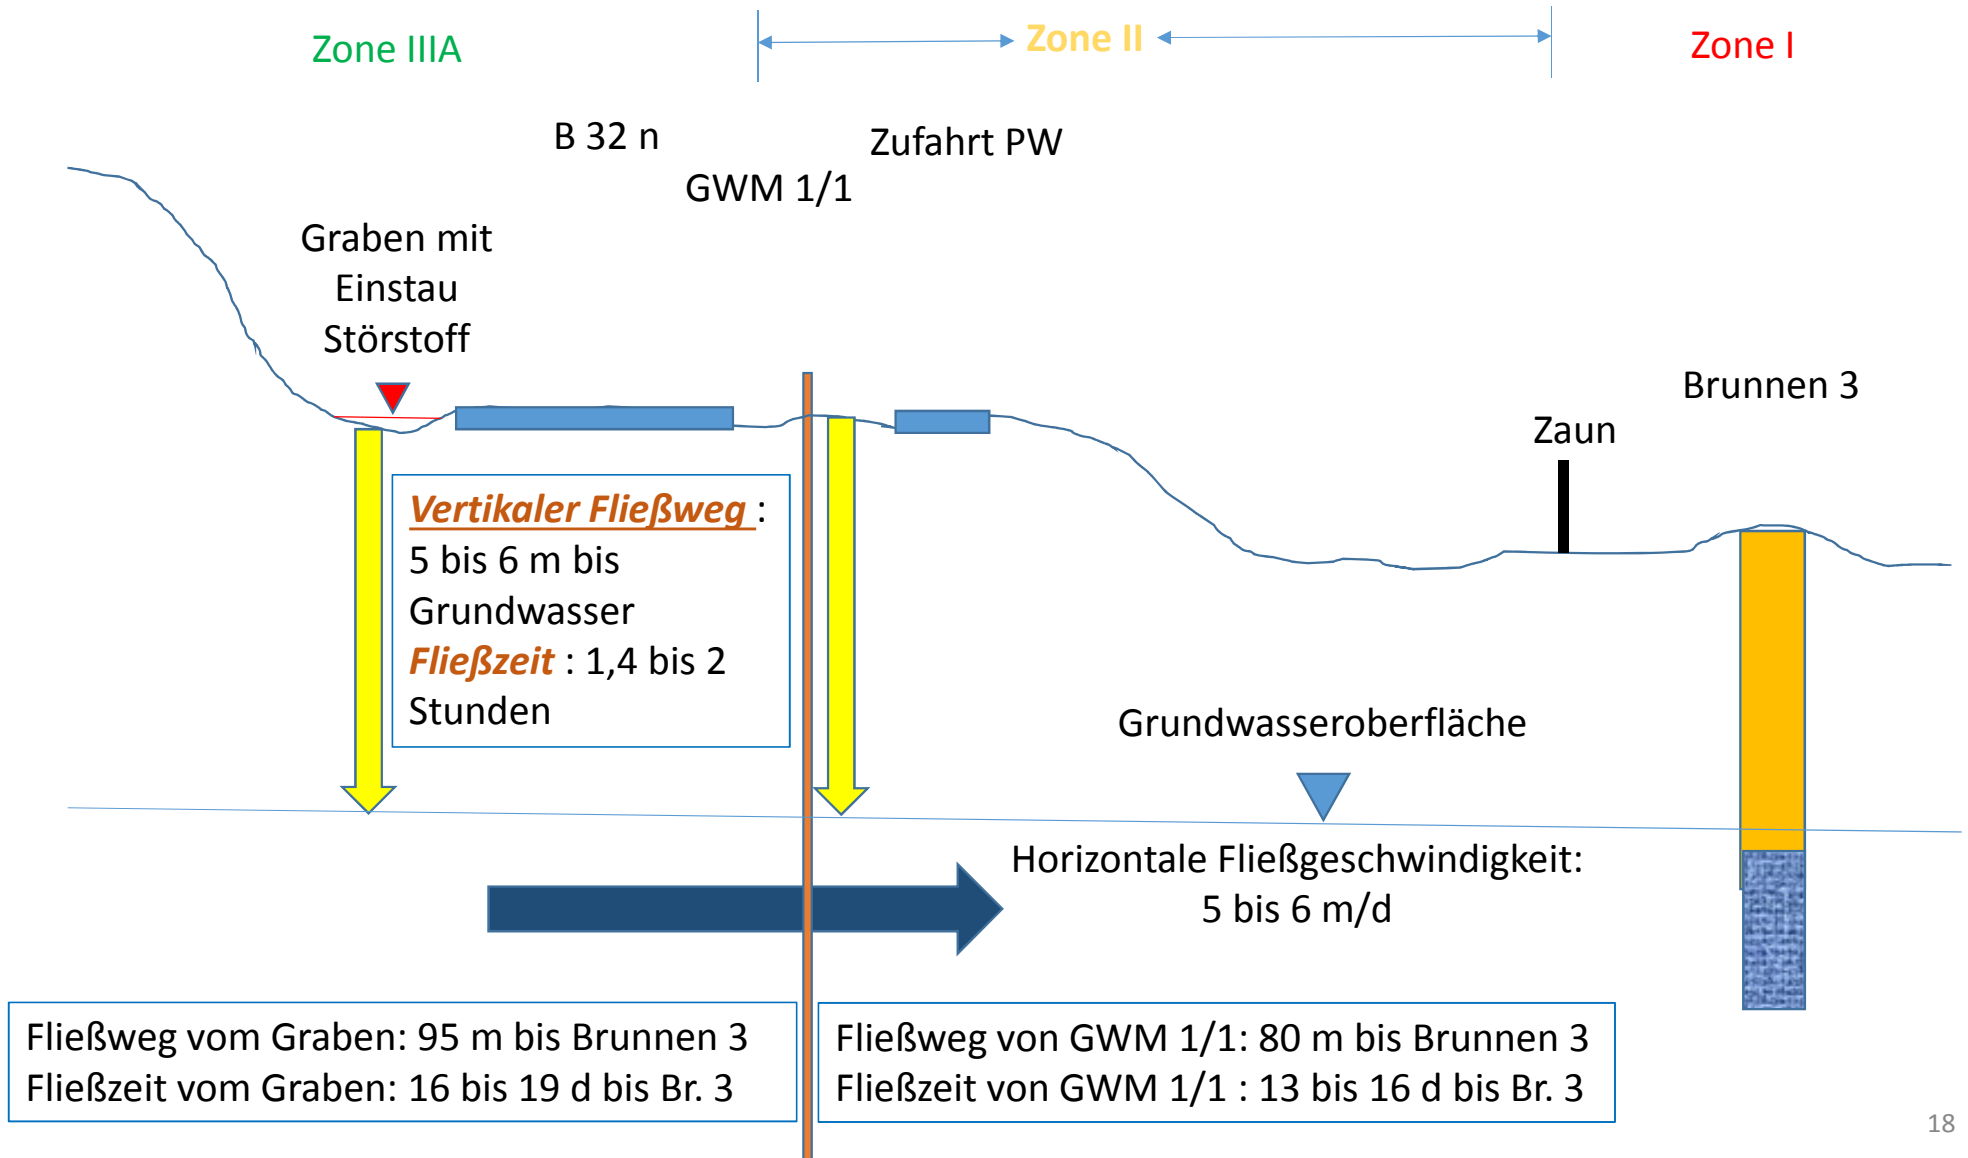 Zone IIIA
Zone II
Zone I
B 32 n
Zufahrt PW
GWM 1/1
Graben mit
Einstau
Störstoff
Brunnen 3
Zaun
Vertikaler Fließweg :
5 bis 6 m bis
Grundwasser
Fließzeit : 1,4 bis 2
Stunden
Grundwasseroberfläche
Horizontale Fließgeschwindigkeit:
5 bis 6 m/d
Fließweg vom Graben: 95 m bis Brunnen 3
Fließzeit vom Graben: 16 bis 19 d bis Br. 3
Fließweg von GWM 1/1: 80 m bis Brunnen 3
Fließzeit von GWM 1/1 : 13 bis 16 d bis Br. 3
18